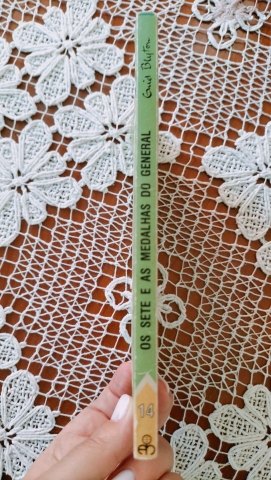 Enid Blyton
OS SETE E AS MEDALHAS DO GENERAL
14